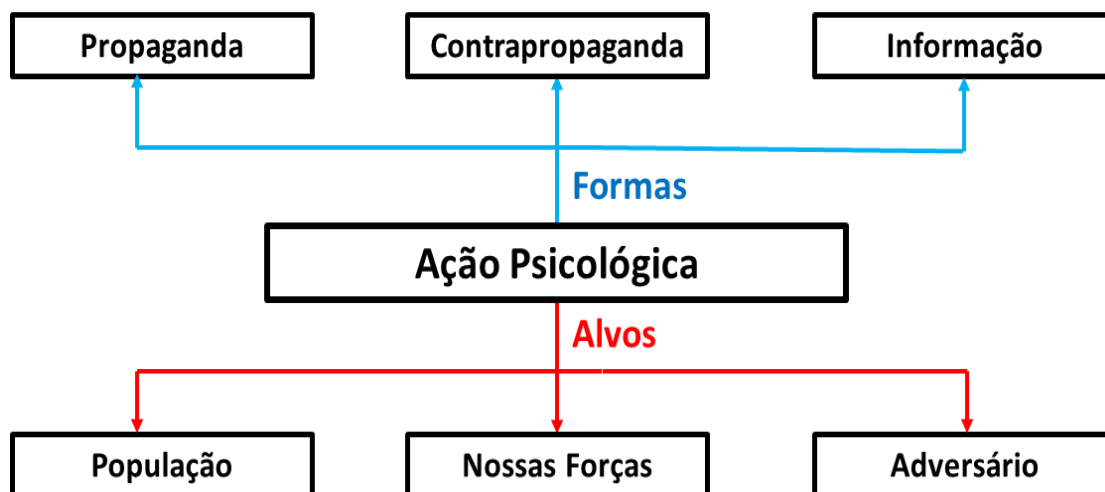 Propaganda
Contrapropaganda
Informação
Formas
Ação Psicológica
Alvos
População
Nossas Forças
Adversário